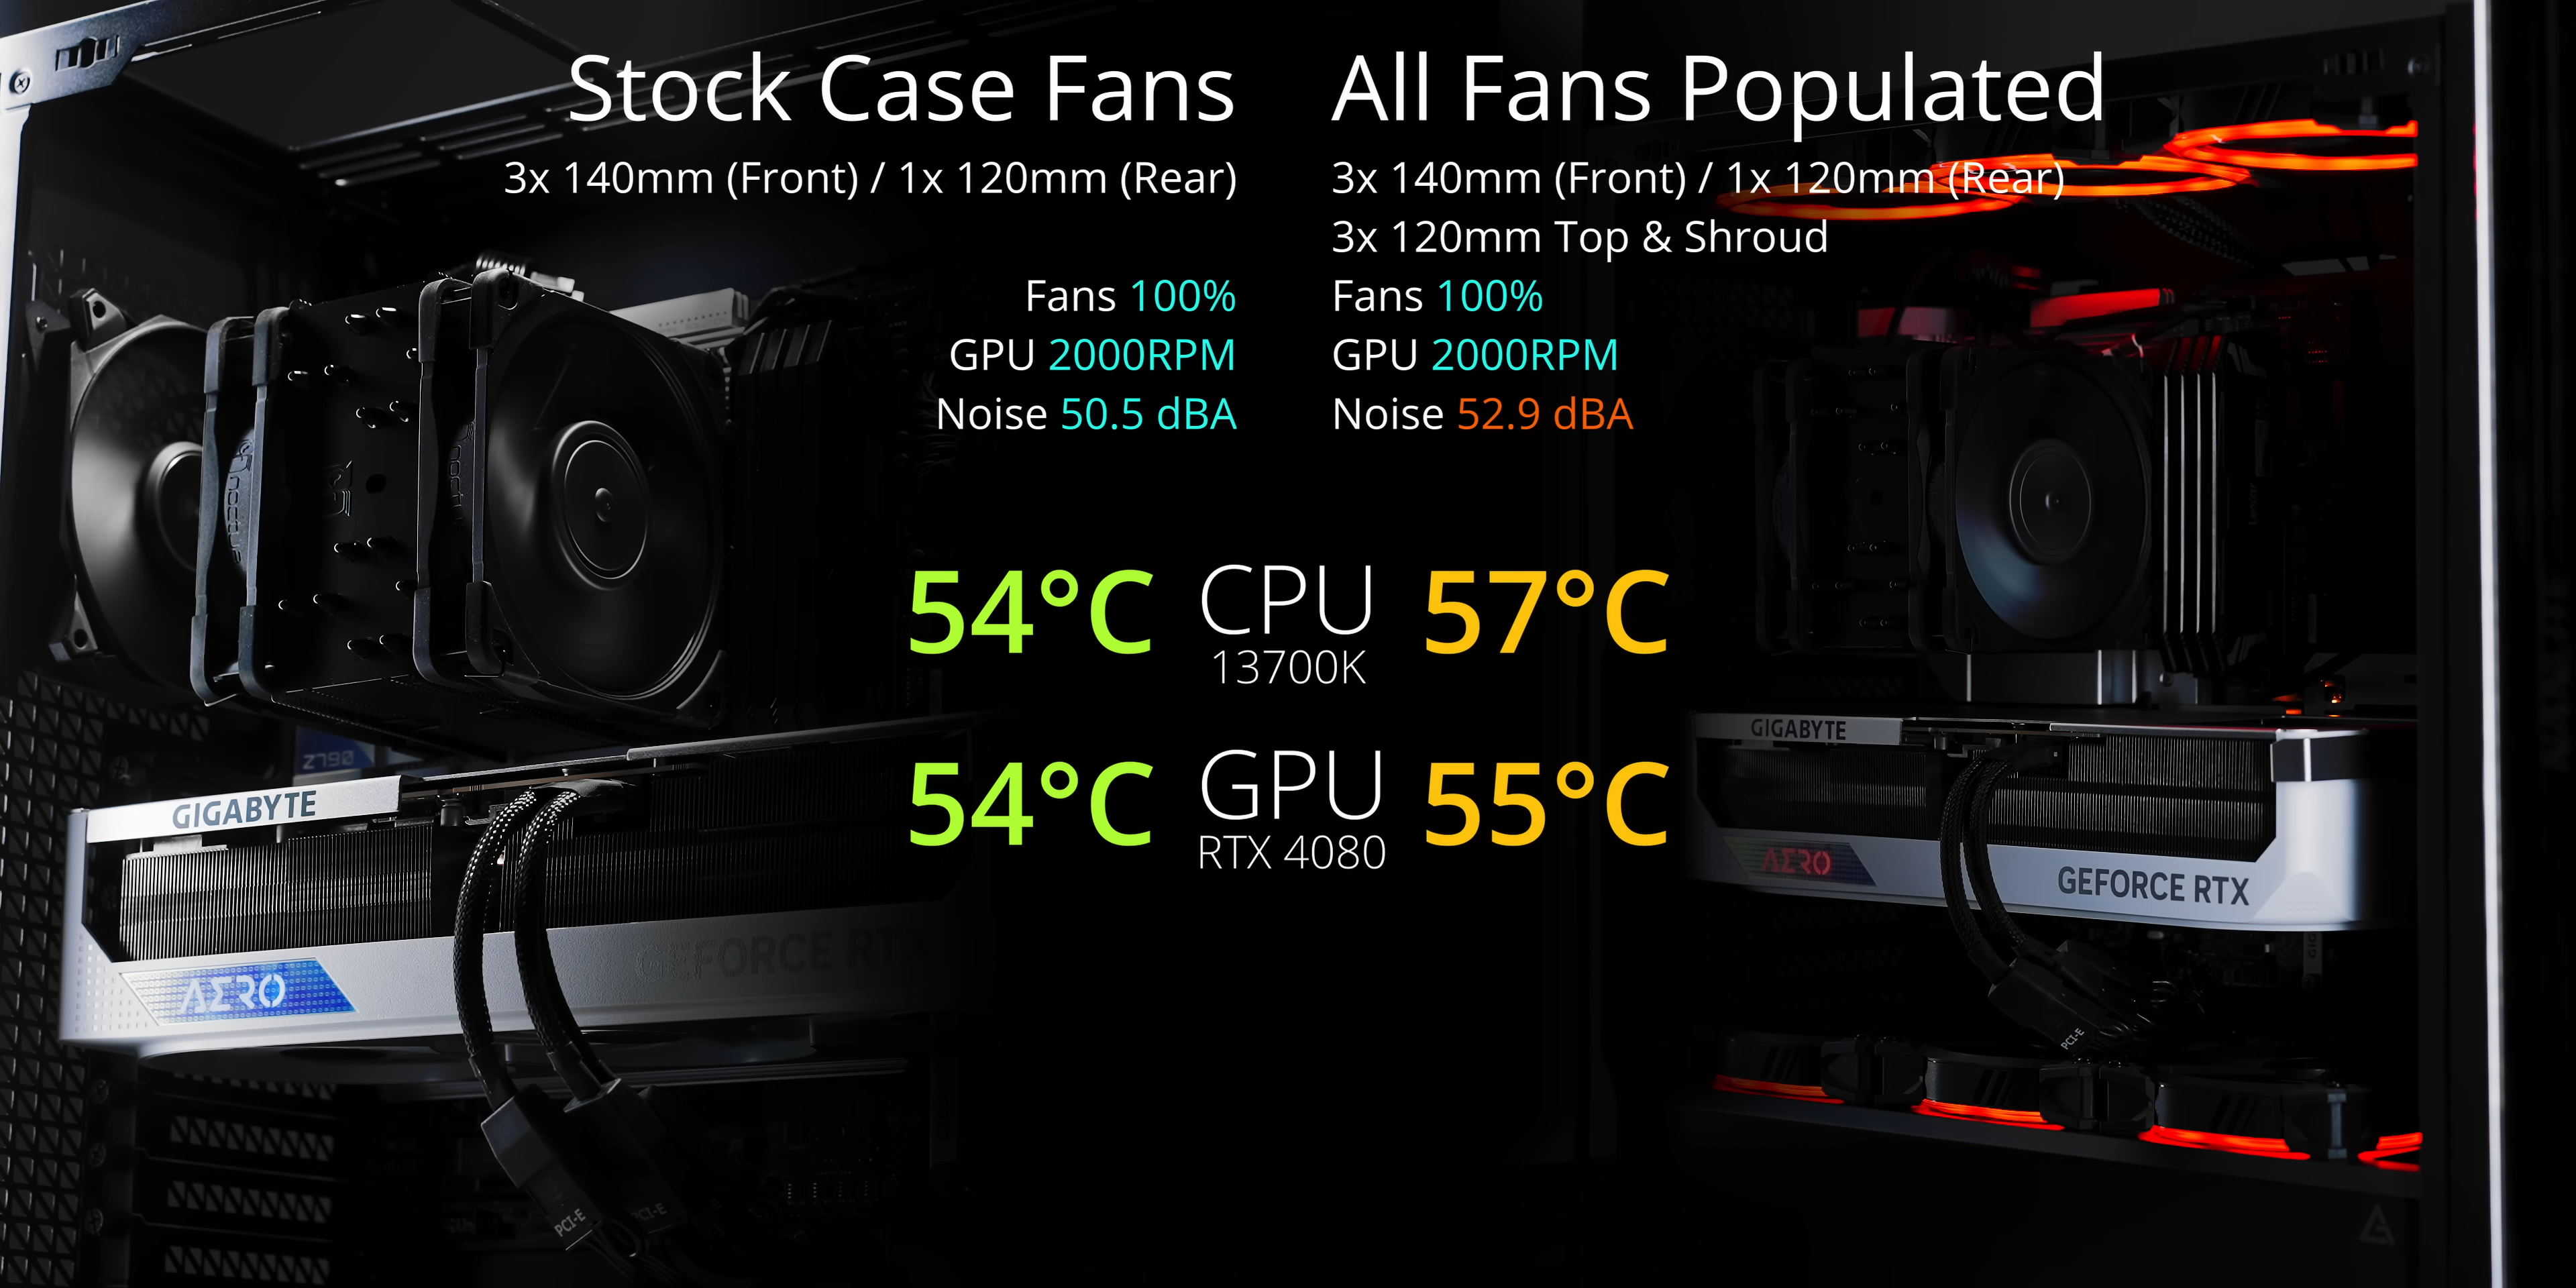 Stock Case Fans
3x 140mm (Front) / 1x 120mm (Rear)
Fans 100%
GPU 2000RPM
Noise 50.5 dBA
All Fans Populated
3x 140mm (Front) / 1x 120mm (Rear)
3x 120mm Top & Shroud
Fans 100%
GPU 2000RPM
Noise 52.9 dBA
54°C CPU 57°C
13700K
54°C GPU 55°C
RTX 4080
noctua
Z790
GIGABYTE
GEFORCE RTX
AERO
PCI-E
PCI-E
GIGABYTE
AERO
GEFORCE RTX
PCI-E